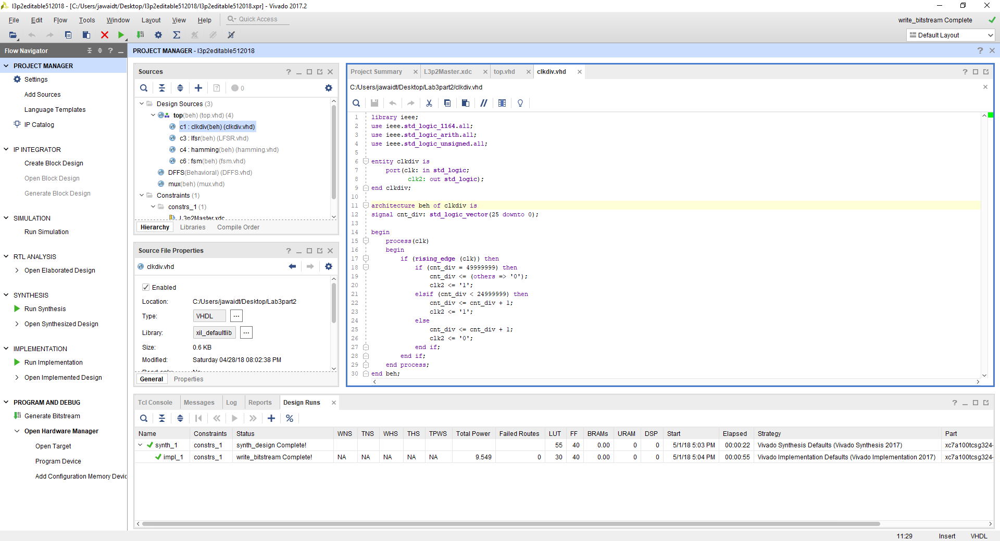 l3p2editable512018 - [C:/Users/jawaidt/Desktop/l3p2editable512018/l3p2editable512018.xpr] - Vivado 2017.2
File Edit Flow Tools Window Layout View Help Quick Access
write_bitstream Complete
Default Layout
Flow Navigator
PROJECT MANAGER
Settings
Add Sources
Language Templates
IP Catalog
IP INTEGRATOR
Create Block Design
Open Block Design
Generate Block Design
SIMULATION
Run Simulation
RTL ANALYSIS
Open Elaborated Design
SYNTHESIS
Run Synthesis
Open Synthesized Design
IMPLEMENTATION
Run Implementation
Open Implemented Design
PROGRAM AND DEBUG
Generate Bitstream
Open Hardware Manager
Open Target
Program Device
Add Configuration Memory Devic
PROJECT MANAGER - l3p2editable512018
Sources
0
Design Sources (3)
top(beh) (top.vhd) (4)
c1 : clkdiv(beh) (clkdiv.vhd)
c3 : lfsr(beh) (LFSR.vhd)
c4 : hamming(beh) (hamming.vhd)
c6 : fsm(beh) (fsm.vhd)
DFFS(Behavioral) (DFFS.vhd)
mux(beh) (mux.vhd)
Constraints (1)
constrs_1 (1)
L3p2Master.xdc
Hierarchy Libraries Compile Order
Source File Properties
clkdiv.vhd
Enabled
Location: C:/Users/jawaidt/Desktop/Lab3part2
Type: VHDL ...
Library: xil_defaultlib ...
Size: 0.6 KB
Modified: Saturday 04/28/18 08:02:38 PM
General Properties
Project Summary L3p2Master.xdc top.vhd clkdiv.vhd
C:/Users/jawaidt/Desktop/Lab3part2/clkdiv.vhd
1 library ieee;
2 use ieee.std_logic_1164.all;
3 use ieee.std_logic_arith.all;
4 use ieee.std_logic_unsigned.all;
5
6 entity clkdiv is
7 port(clk: in std_logic;
8 clk2: out std_logic);
9 end clkdiv;
10
11 architecture beh of clkdiv is
12 signal cnt_div: std_logic_vector(25 downto 0);
13
14 begin
15 process(clk)
16 begin
17 if (rising_edge (clk)) then
18 if (cnt_div = 49999999) then
19 cnt_div <= (others => '0');
20 clk2 <= '1';
21 elsif (cnt_div < 24999999) then
22 cnt_div <= cnt_div + 1;
23 clk2 <= '1';
24 else
25 cnt_div <= cnt_div + 1;
26 clk2 <= '0';
27 end if;
28 end if;
29 end process;
30 end beh;
Tcl Console Messages Log Reports Design Runs
Name Constraints Status WNS TNS WHS THS TPWS Total Power Failed Routes LUT FF BRAMs URAM DSP Start Elapsed Strategy Part
synth_1 constrs_1 synth_design Complete! 55 40 0.00 0 0 5/1/18 5:03 PM 00:00:22 Vivado Synthesis Defaults (Vivado Synthesis 2017) xc7a100tcsg324-
impl_1 constrs_1 write_bitstream Complete! NA NA NA NA NA 9.549 0 30 40 0.00 0 0 5/1/18 5:04 PM 00:00:55 Vivado Implementation Defaults (Vivado Implementation 2017) xc7a100tcsg324-
11:29 Insert VHDL